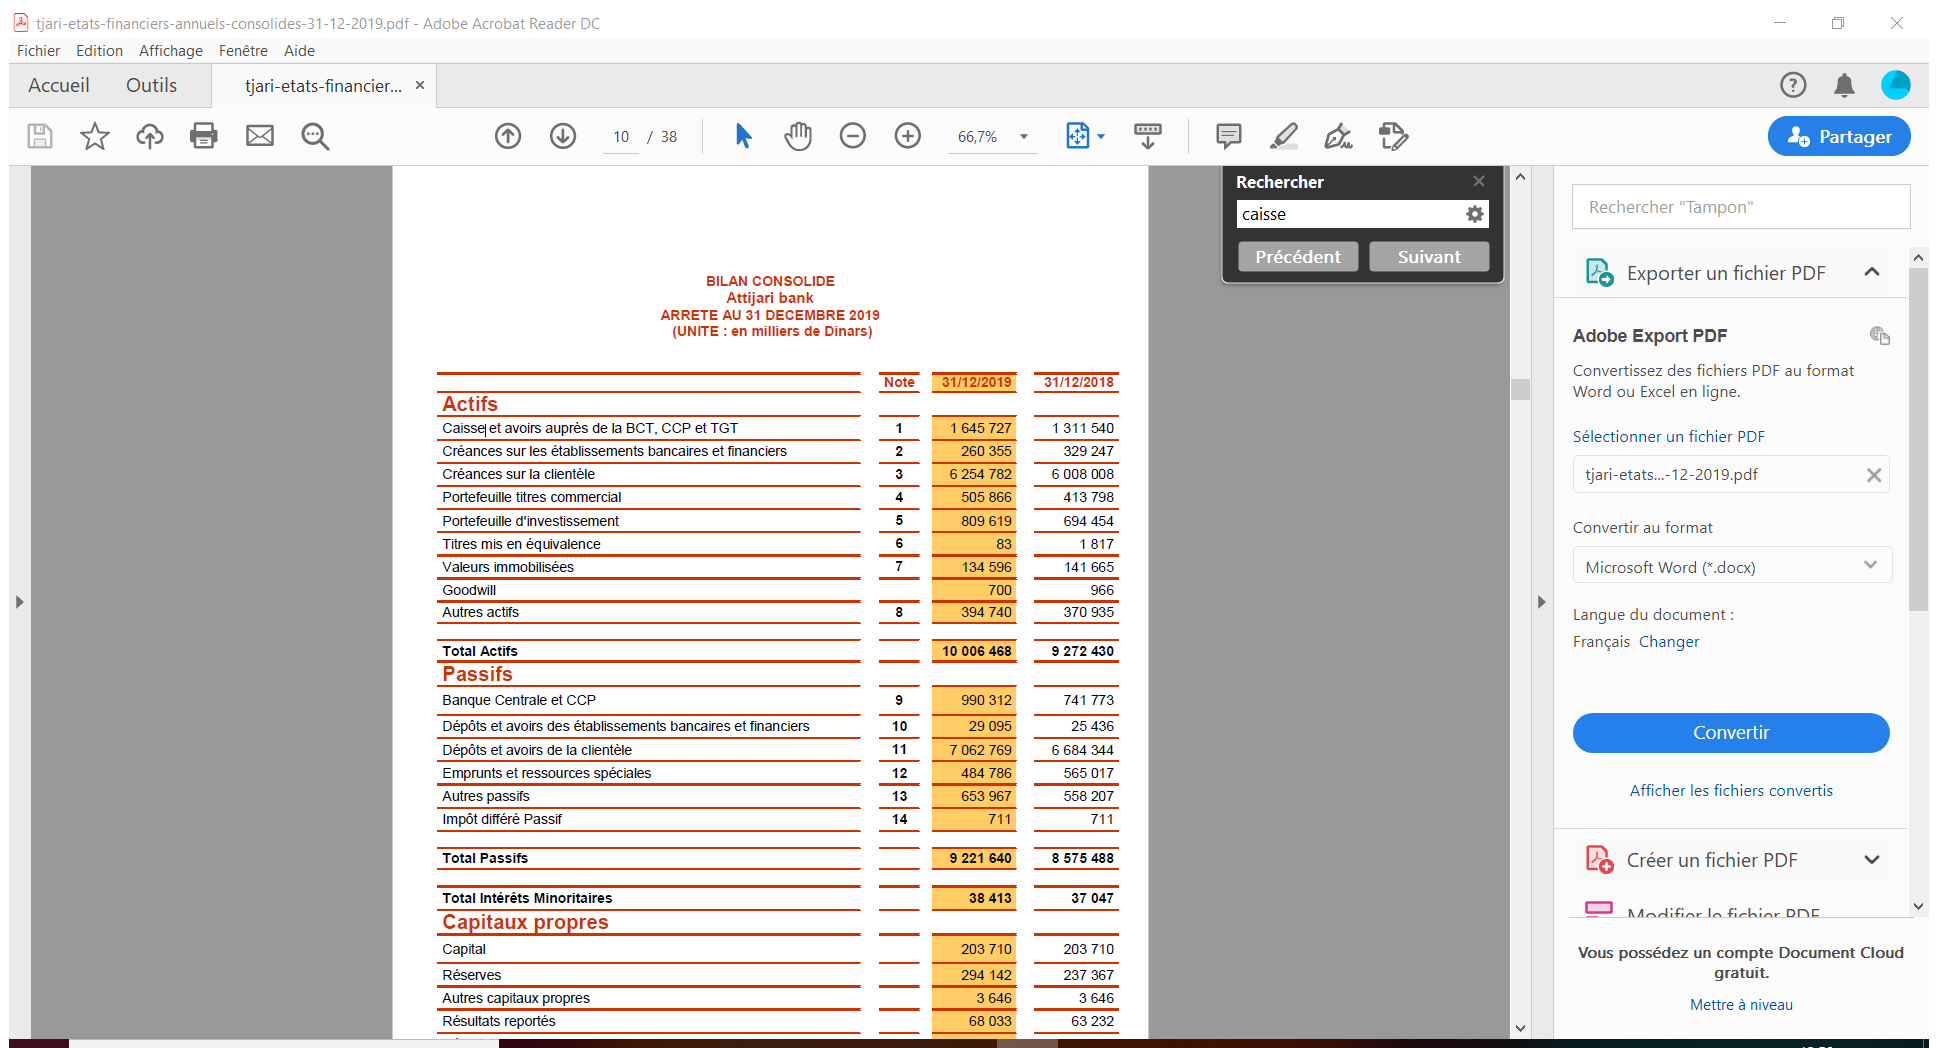 tjari-etats-financiers-annuels-consolides-31-12-2019.pdf - Adobe Acrobat Reader DC
Fichier Edition Affichage Fenêtre Aide
Accueil Outils tjari-etats-financier... ×
10 / 38 66,7% Partager
Rechercher
caisse
Précédent Suivant
BILAN CONSOLIDE
Attijari bank
ARRETE AU 31 DECEMBRE 2019
(UNITE : en milliers de Dinars)
Note 31/12/2019 31/12/2018
Actifs
Caisse et avoirs auprès de la BCT, CCP et TGT 1 1 645 727 1 311 540
Créances sur les établissements bancaires et financiers 2 260 355 329 247
Créances sur la clientèle 3 6 254 782 6 008 008
Portefeuille titres commercial 4 505 866 413 798
Portefeuille d'investissement 5 809 619 694 454
Titres mis en équivalence 6 83 1 817
Valeurs immobilisées 7 134 596 141 665
Goodwill 700 966
Autres actifs 8 394 740 370 935
Total Actifs 10 006 468 9 272 430
Passifs
Banque Centrale et CCP 9 990 312 741 773
Dépôts et avoirs des établissements bancaires et financiers 10 29 095 25 436
Dépôts et avoirs de la clientèle 11 7 062 769 6 684 344
Emprunts et ressources spéciales 12 484 786 565 017
Autres passifs 13 653 967 558 207
Impôt différé Passif 14 711 711
Total Passifs 9 221 640 8 575 488
Total Intérêts Minoritaires 38 413 37 047
Capitaux propres
Capital 203 710 203 710
Réserves 294 142 237 367
Autres capitaux propres 3 646 3 646
Résultats reportés 68 033 63 232
Rechercher "Tampon"
Exporter un fichier PDF
Adobe Export PDF
Convertissez des fichiers PDF au format
Word ou Excel en ligne.
Sélectionner un fichier PDF
tjari-etats...-12-2019.pdf
Convertir au format
Microsoft Word (*.docx)
Langue du document :
Français Changer
Convertir
Afficher les fichiers convertis
Créer un fichier PDF
Modifier le fichier PDF
Vous possédez un compte Document Cloud
gratuit.
Mettre à niveau